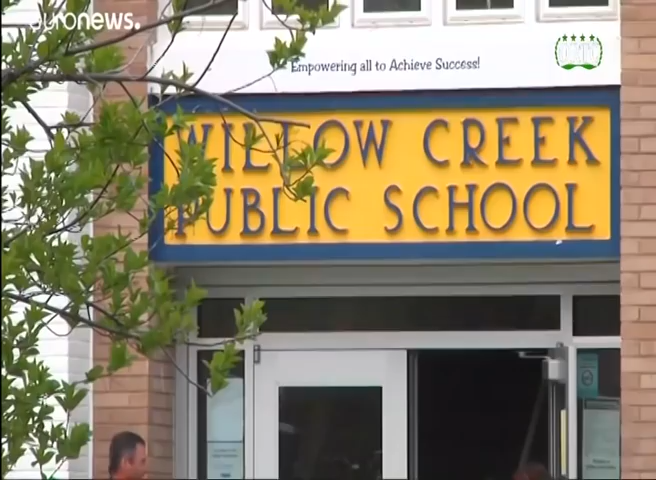 euronews.
Empowering all to Achieve Success!
WILLOW CREEK
PUBLIC SCHOOL